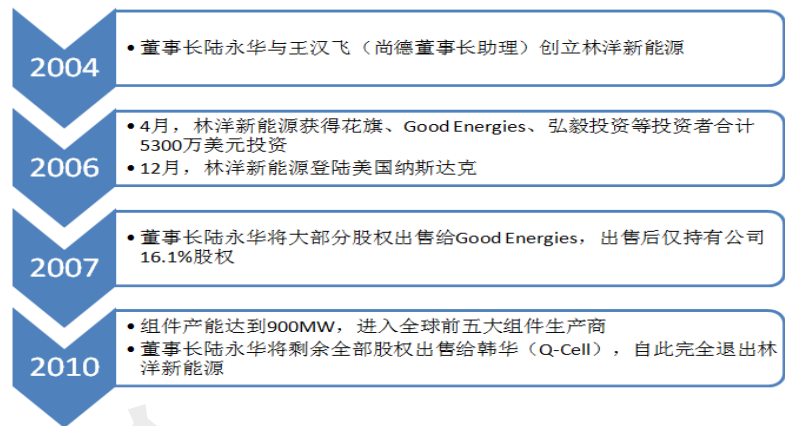 2004
• 董事长陆永华与王汉飞（尚德董事长助理）创立林洋新能源
2006
• 4月，林洋新能源获得花旗、Good Energies、弘毅投资等投资者合计
5300万美元投资
• 12月，林洋新能源登陆美国纳斯达克
2007
• 董事长陆永华将大部分股权出售给Good Energies，出售后仅持有公司
16.1%股权
2010
• 组件产能达到900MW，进入全球前五大组件生产商
• 董事长陆永华将剩余全部股权出售给韩华（Q-Cell），自此完全退出林
洋新能源